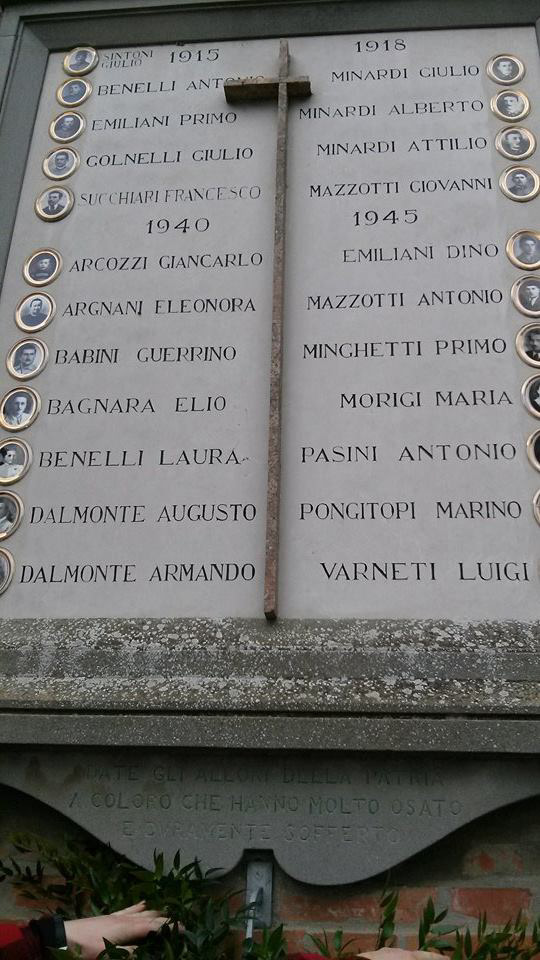 SINTONI
GIULIO
1915
BENELLI ANTONIO
EMILIANI PRIMO
GOLNELLI GIULIO
SUCCHIARI FRANCESCO
1940
ARCOZZI GIANCARLO
ARGNANI ELEONORA
BABINI GUERRINO
BAGNARA ELIO
BENELLI LAURA
DALMONTE AUGUSTO
DALMONTE ARMANDO
1918
MINARDI GIULIO
MINARDI ALBERTO
MINARDI ATTILIO
MAZZOTTI GIOVANNI
1945
EMILIANI DINO
MAZZOTTI ANTONIO
MINGHETTI PRIMO
MORIGI MARIA
PASINI ANTONIO
PONGITOPI MARINO
VARNETI LUIGI
DATE GLI ALLORI DELLA PATRIA
A COLORO CHE HANNO MOLTO OSATO
E DURAMENTE SOFFERTO